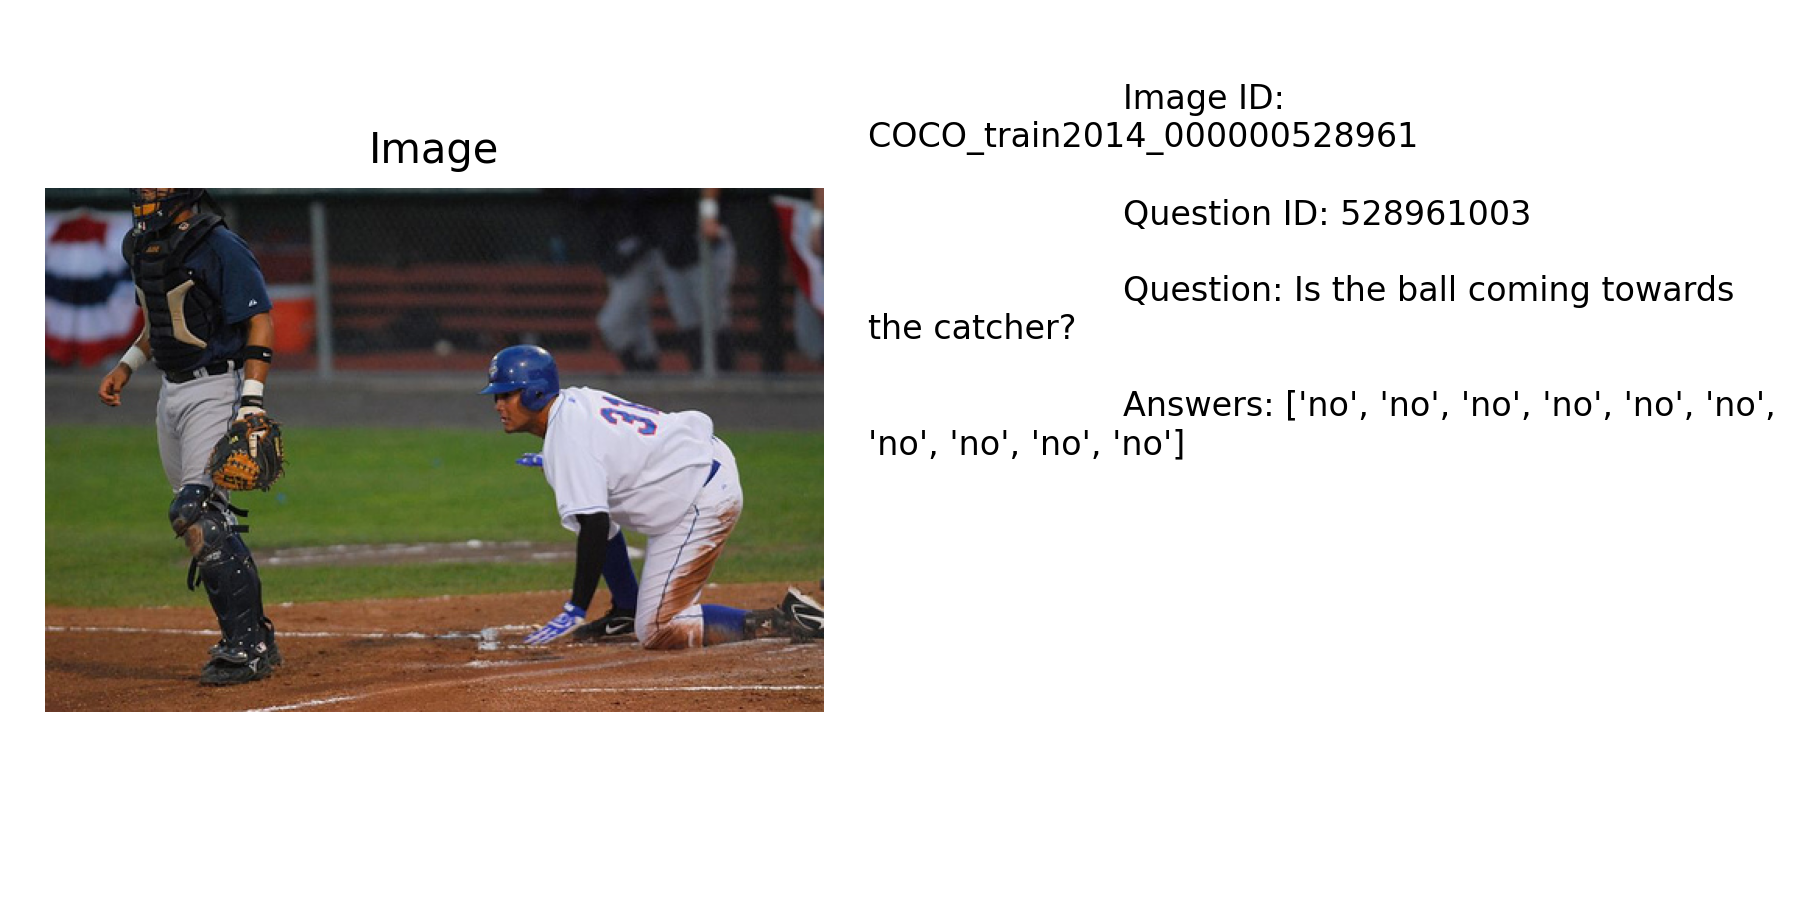 Image
Image ID:
COCO_train2014_000000528961
Question ID: 528961003
Question: Is the ball coming towards
the catcher?
Answers: ['no', 'no', 'no', 'no', 'no', 'no',
'no', 'no', 'no', 'no']